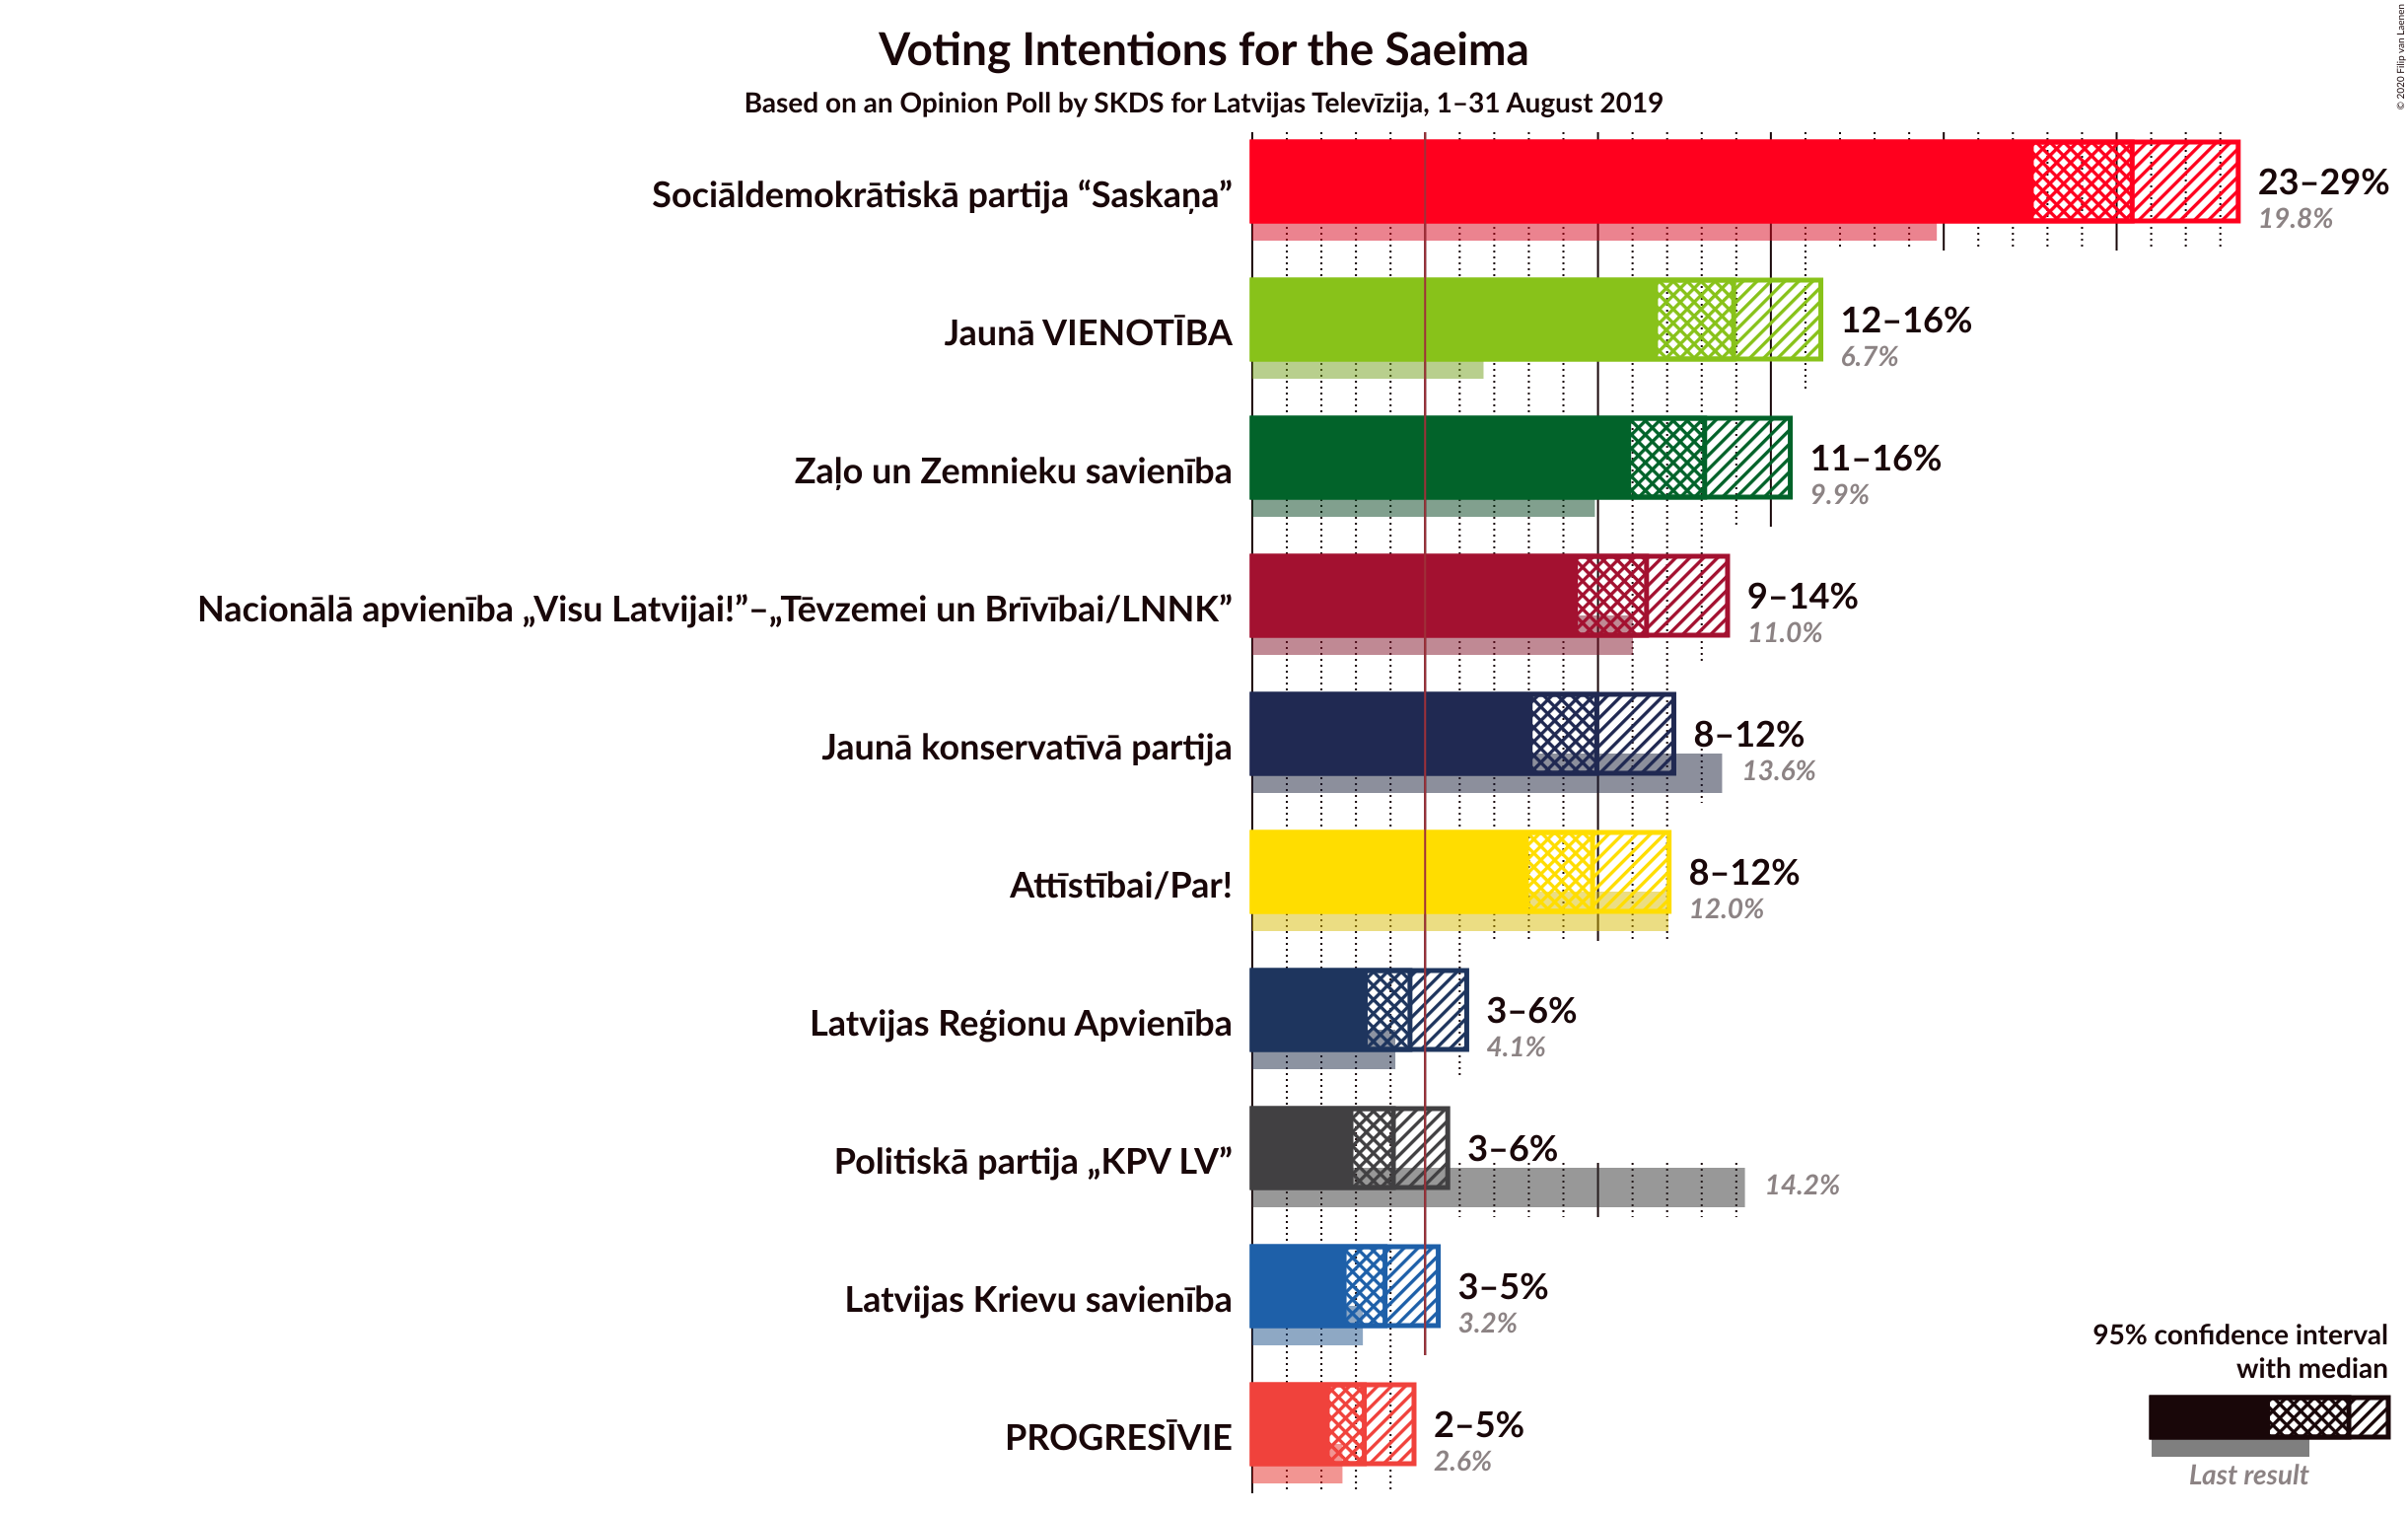 Voting Intentions for the Saeima
Based on an Opinion Poll by SKDS for Latvijas Televīzija, 1–31 August 2019
© 2020 Filip van Laenen
Sociāldemokrātiskā partija “Saskaņa”
23–29%
19.8%
Jaunā VIENOTĪBA
12–16%
6.7%
Zaļo un Zemnieku savienība
11–16%
9.9%
Nacionālā apvienība „Visu Latvijai!”–„Tēvzemei un Brīvībai/LNNK”
9–14%
11.0%
Jaunā konservatīvā partija
8–12%
13.6%
Attīstībai/Par!
8–12%
12.0%
Latvijas Reģionu Apvienība
3–6%
4.1%
Politiskā partija „KPV LV”
3–6%
14.2%
Latvijas Krievu savienība
3–5%
3.2%
PROGRESĪVIE
2–5%
2.6%
95% confidence interval
with median
Last result